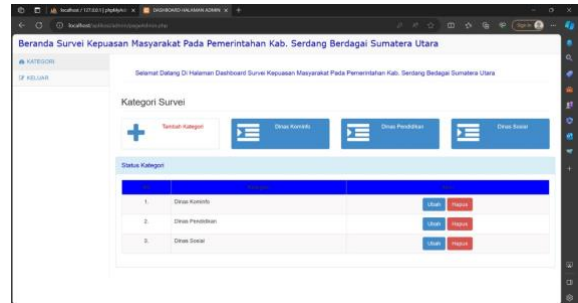 localhost / 127.0.0.1 | phpMyAd
DASHBOARD HALAMAN ADMIN
Sign in
Beranda Survei Kepuasan Masyarakat Pada Pemerintahan Kab. Serdang Berdagai Sumatera Utara
KATEGORI
KELUAR
Selamat Datang Di Halaman Dashboard Survei Kepuasan Masyarakat Pada Pemerintahan Kab. Serdang Bedagai Sumatera Utara
Kategori Survei
Tambah Kategori
Dinas Kominfo
Dinas Pendidikan
Dinas Sosial
Status Kategori
1. Dinas Kominfo Ubah Hapus
2. Dinas Pendidikan Ubah Hapus
3. Dinas Sosial Ubah Hapus